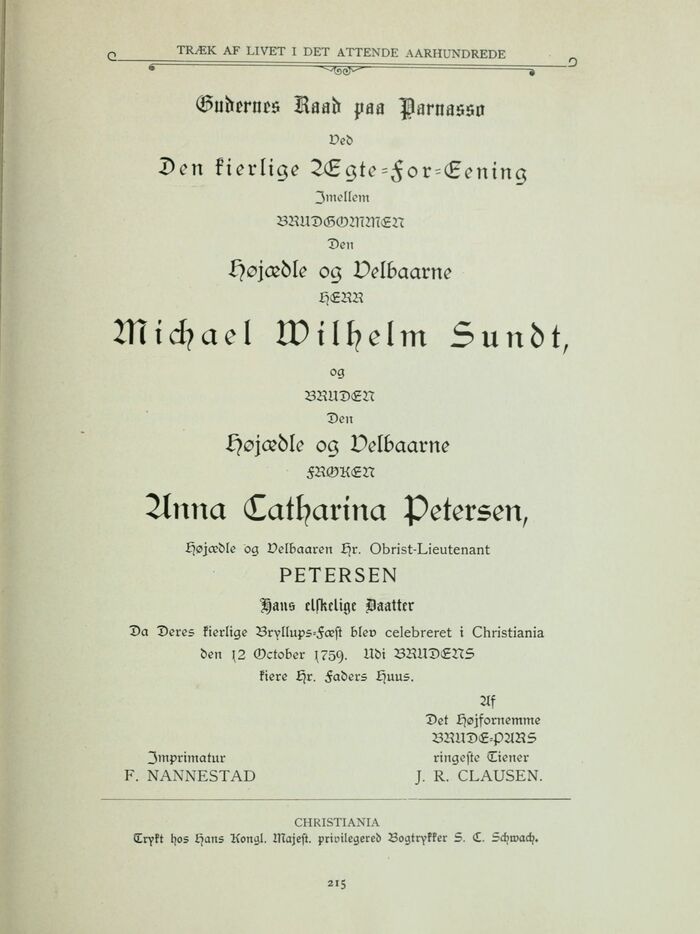 TRÆK AF LIVET I DET ATTENDE AARHUNDREDE
Gudernes Raad paa Parnasso
Ved
Den kierlige Ægte-For-Eening
Imellem
BRUDGOMMEN
Den
Højædle og Velbaarne
HERR
Michael Wilhelm Sundt,
og
BRUDEN
Den
Højædle og Velbaarne
FRØKEN
Anna Catharina Petersen,
Højædle og Velbaaren Hr. Obrist-Lieutenant
PETERSEN
Hans elskelige Daatter
Da Deres kierlige Bryllups-Fæst blev celebreret i Christiania
den 12 October 1759. Udi BRUDENS
kiere Hr. Faders Huus.
Af
Det Højfornemme
BRUDE-PARS
ringeste Tiener
J. R. CLAUSEN.
Imprimatur
F. NANNESTAD
CHRISTIANIA
Trykt hos Hans Kongl. Majest. privilegered Bogtrykker S. C. Schwach.
215